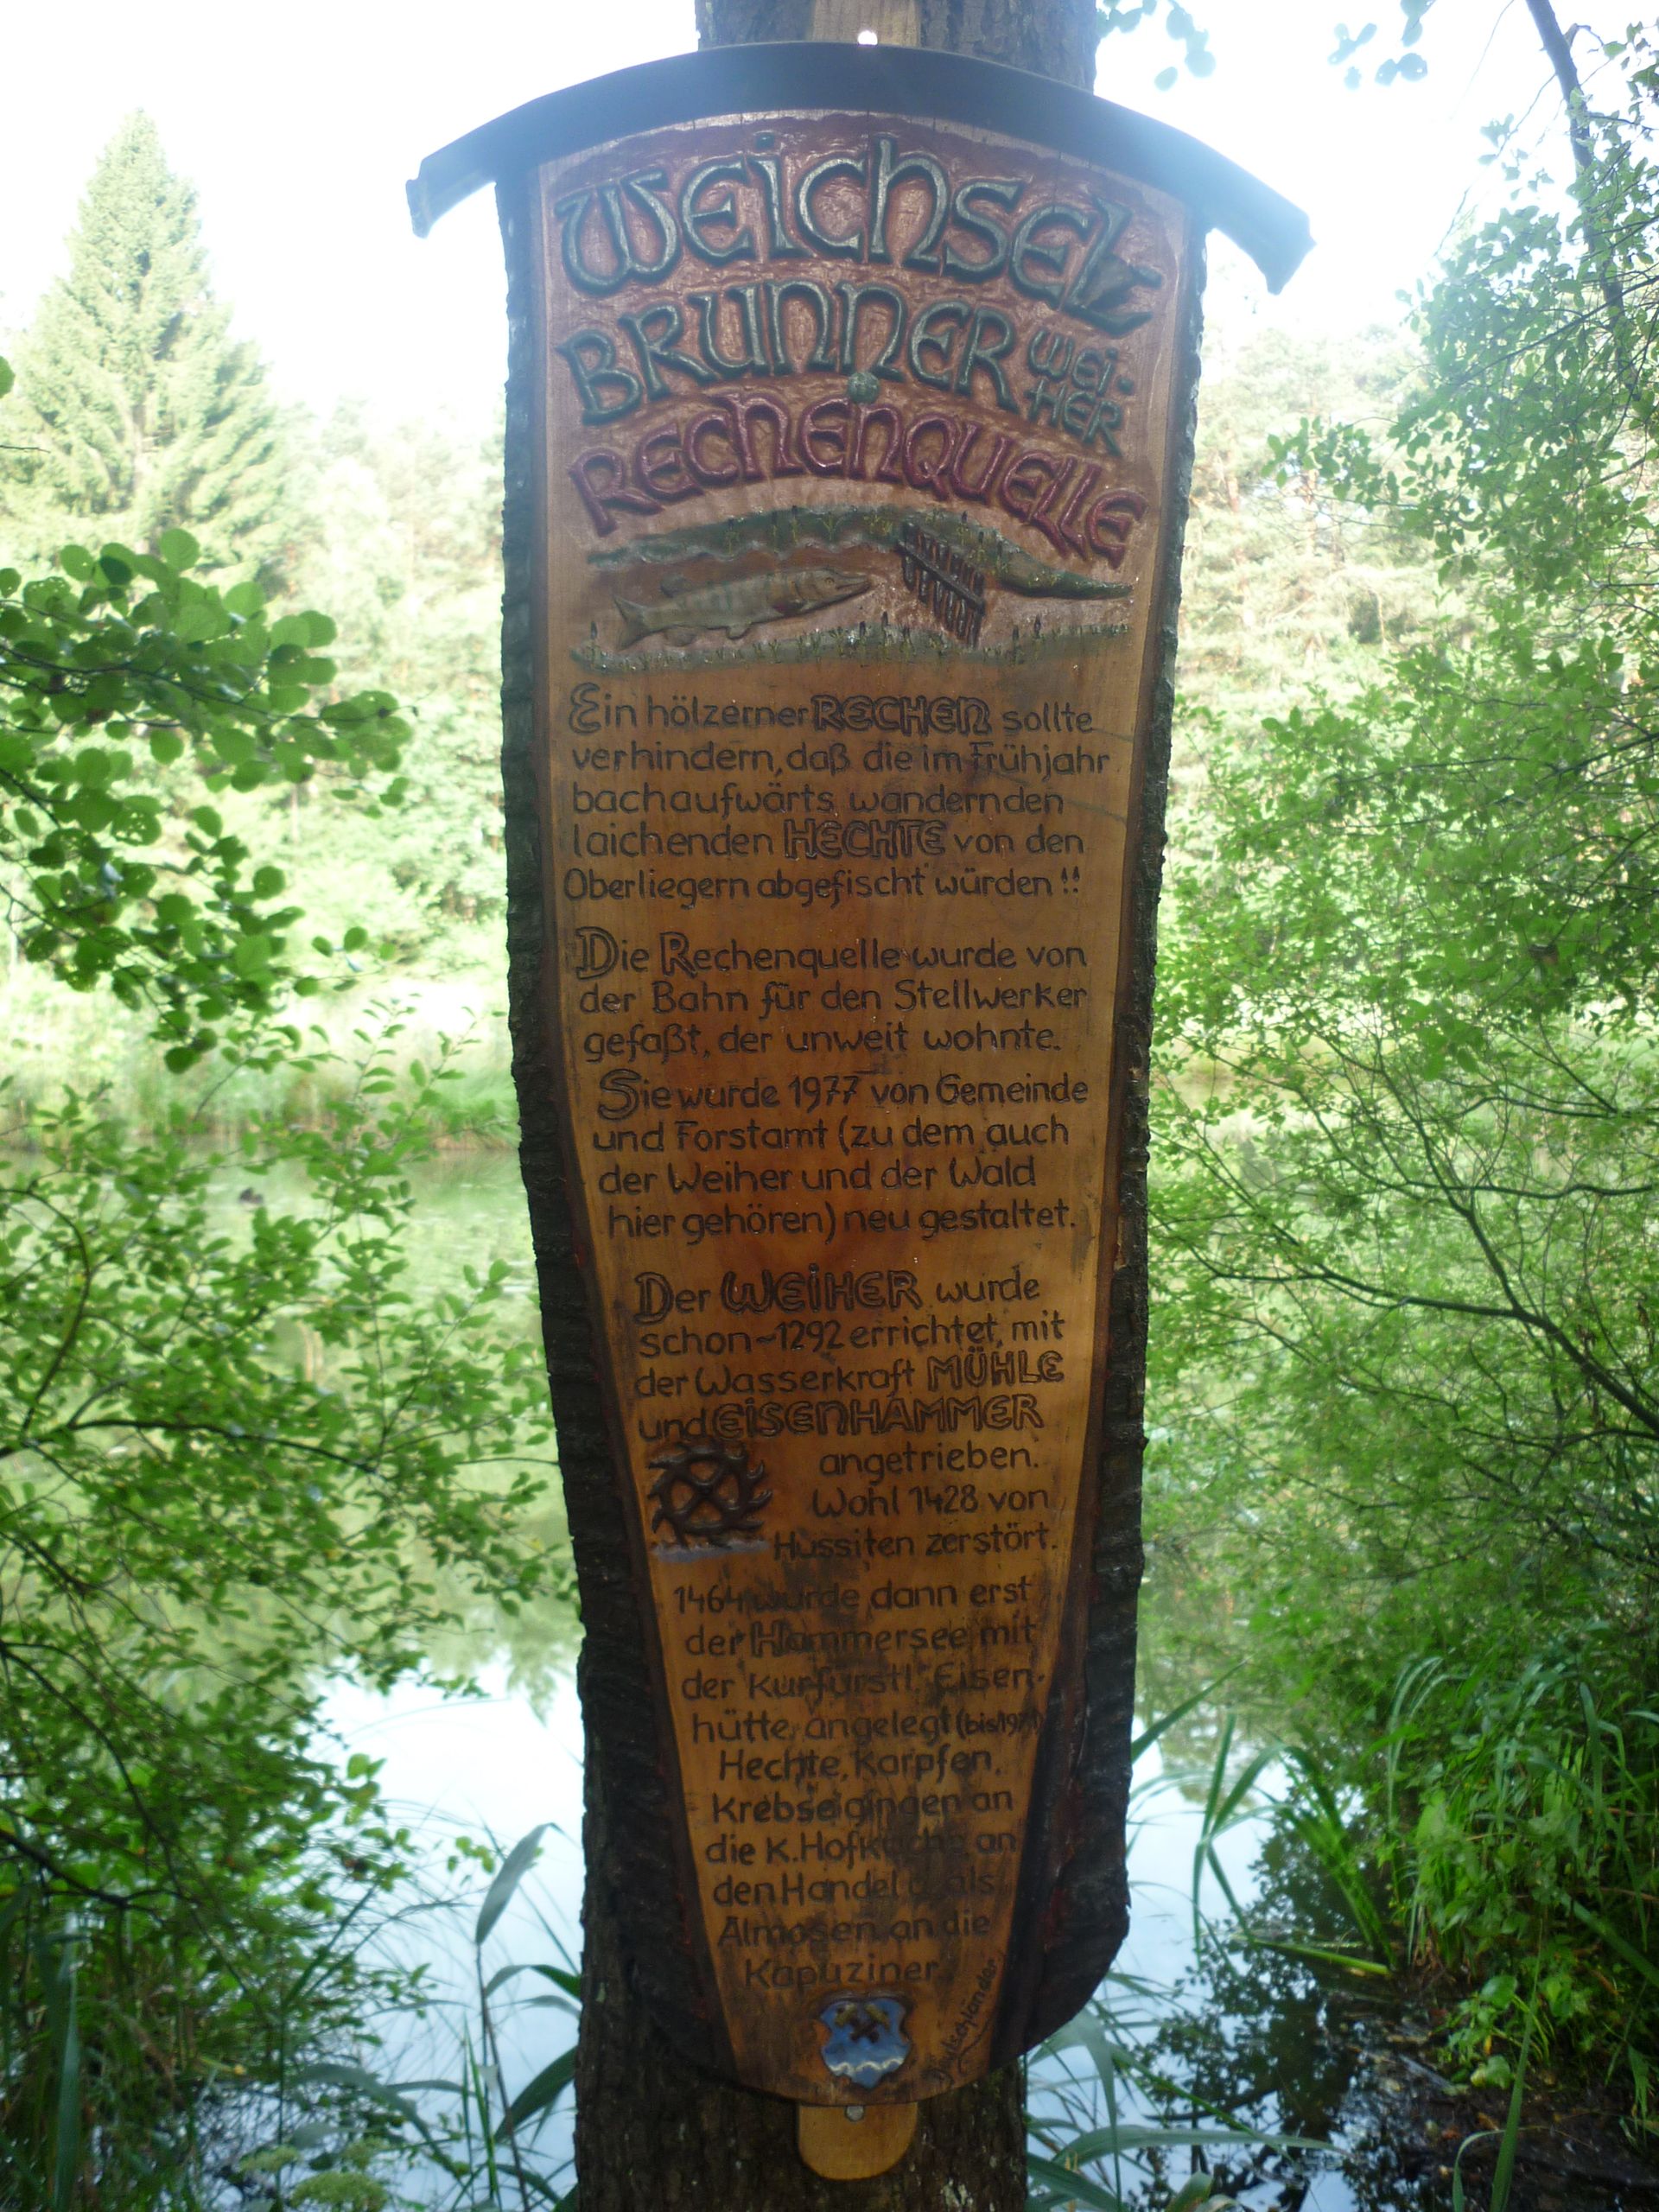 WEICHSEL
BRUNNER WEI-
HER
RECHENQUELLE
Ein hölzerner RECHEN sollte
verhindern, daß die im Frühjahr
bachaufwärts wandernden
laichenden HECHTE von den
Oberliegern abgefischt würden !!
Die Rechenquelle wurde von
der Bahn für den Stellwerker
gefaßt, der unweit wohnte.
Sie wurde 1977 von Gemeinde
und Forstamt (zu dem auch
der Weiher und der Wald
hier gehören) neu gestaltet.
Der WEIHER wurde
schon ~1292 errichtet, mit
der Wasserkraft MÜHLE
und EISENHAMMER
angetrieben.
Wohl 1428 von
Hussiten zerstört.
1464 wurde dann erst
der Hammersee mit
der Kurfürstl. Eisen-
hütte angelegt (bis
Hechte, Karpfen,
Krebse gingen an
die K. Hofküche, an
den Handel als
Almosen an die
Kapuziner